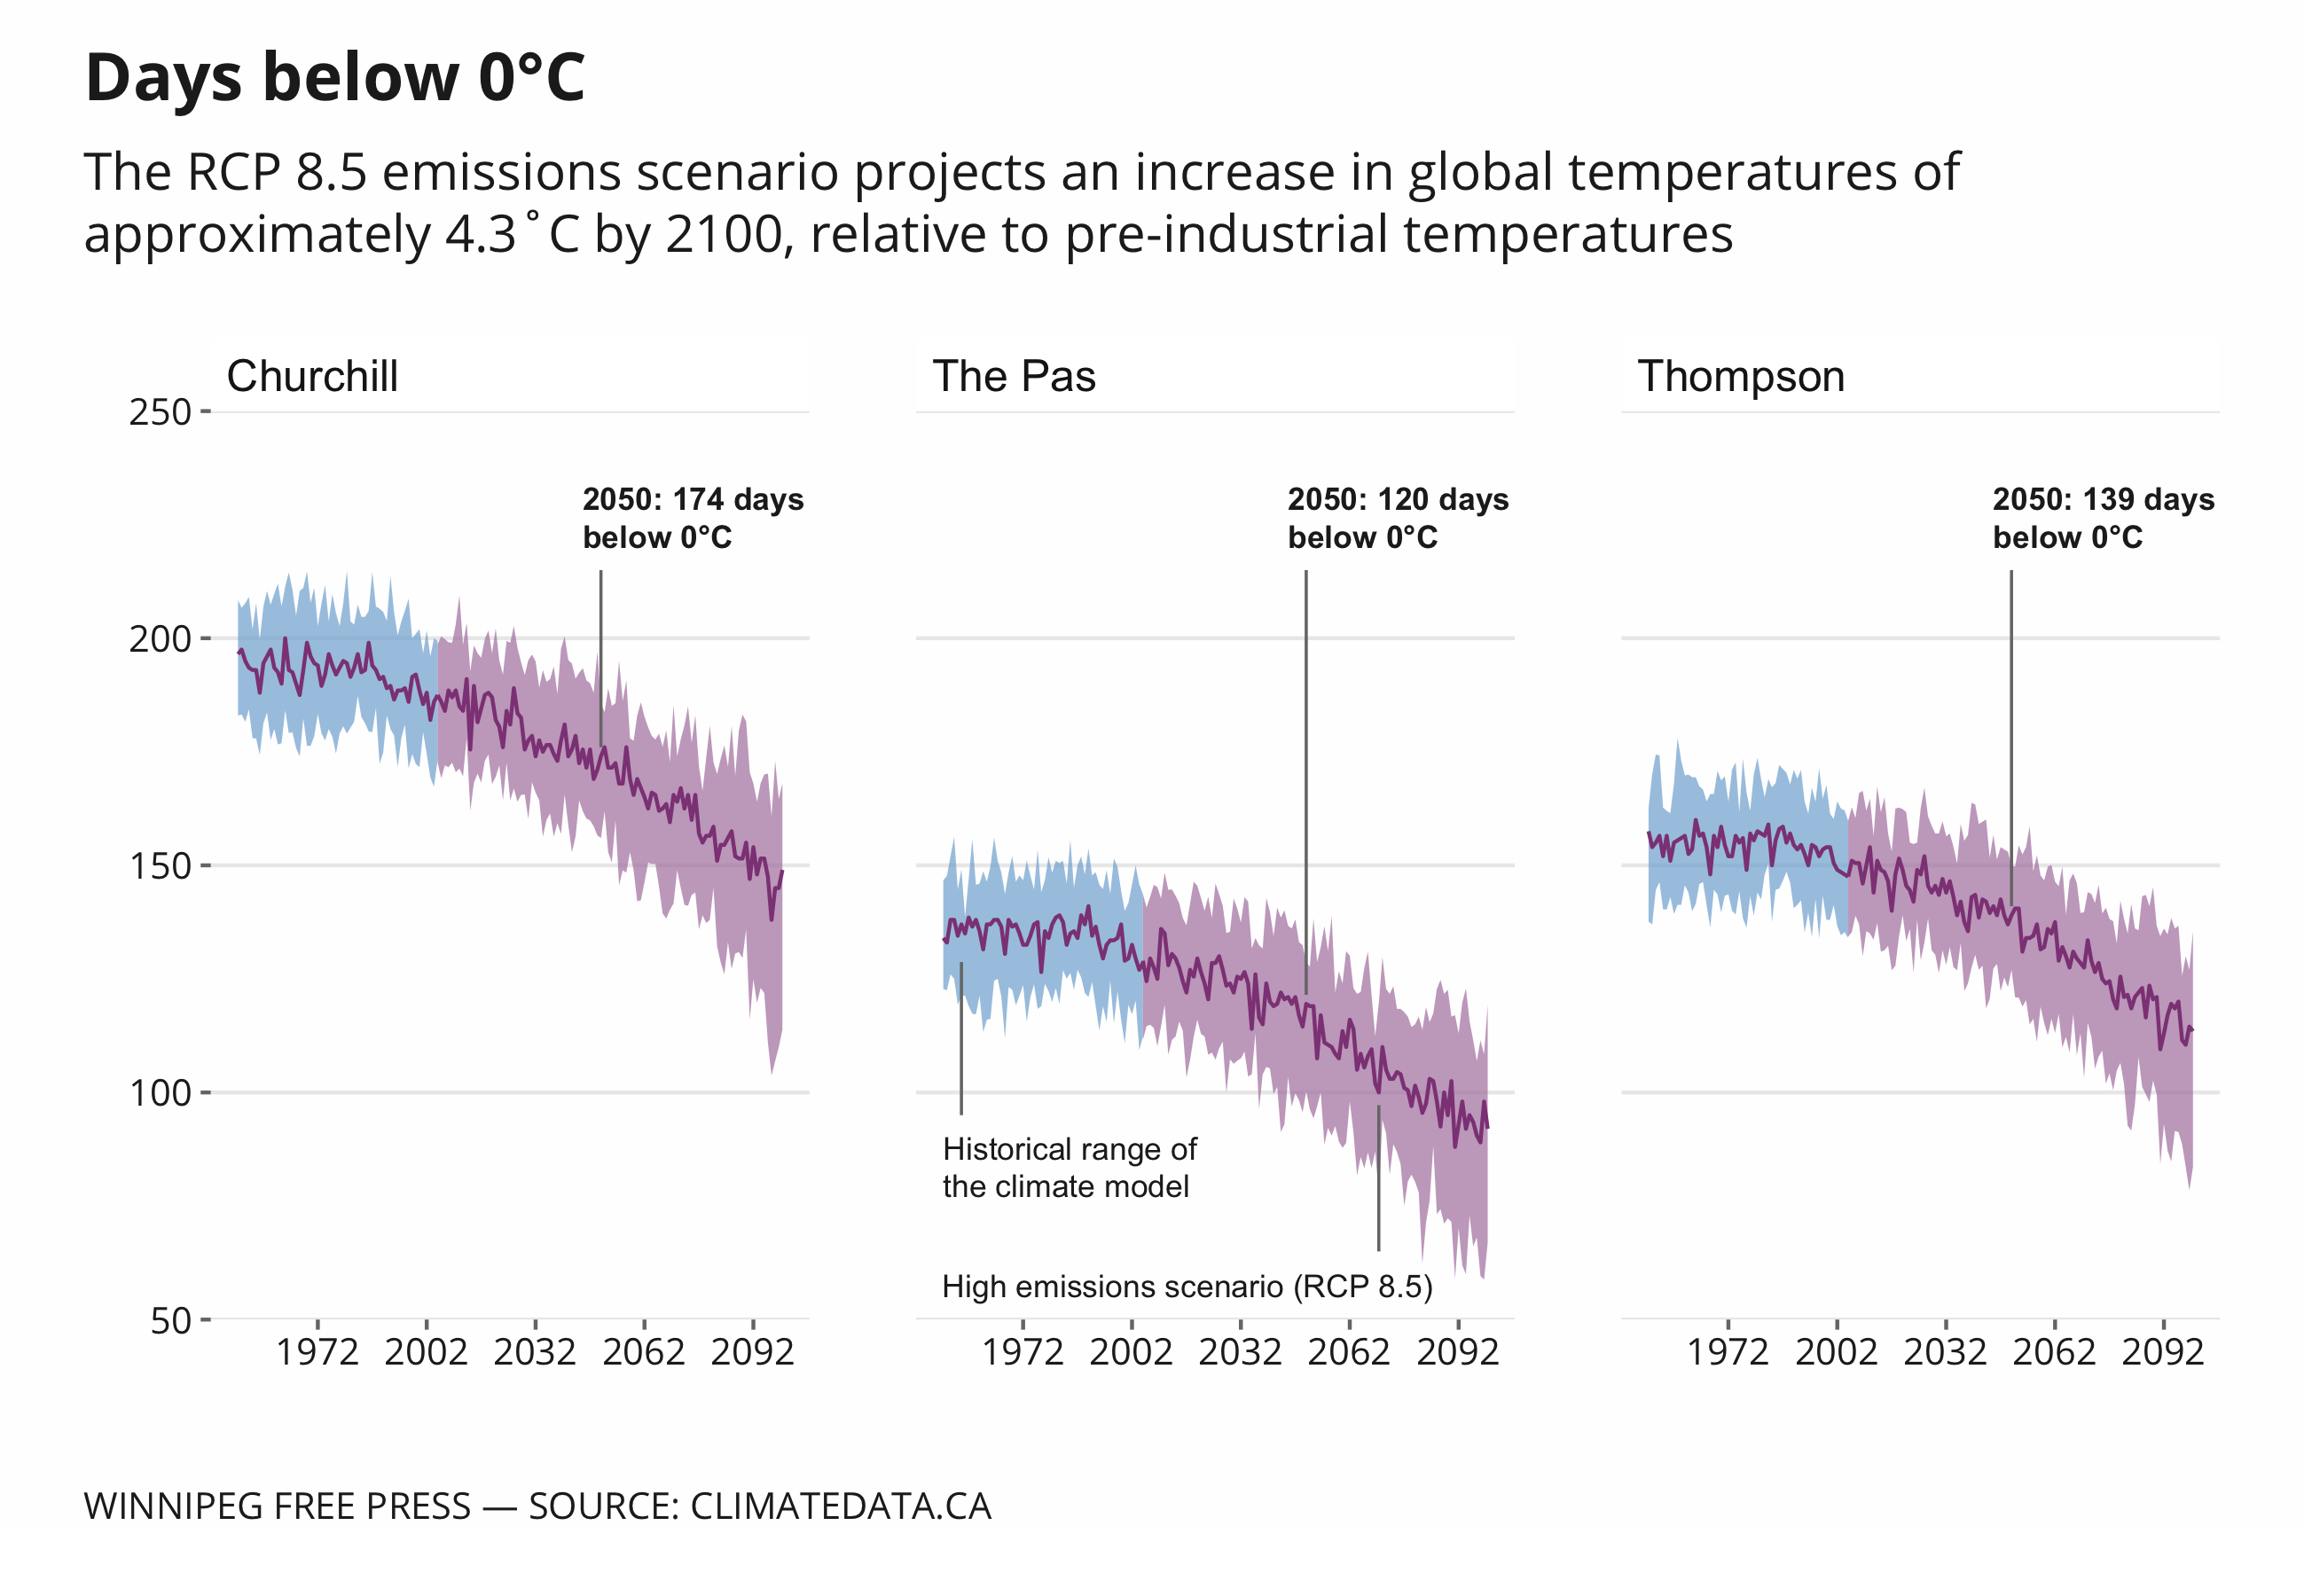 Days below 0°C
The RCP 8.5 emissions scenario projects an increase in global temperatures of
approximately 4.3˚C by 2100, relative to pre-industrial temperatures
Churchill
The Pas
Thompson
250
200
150
100
50
2050: 174 days
below 0°C
2050: 120 days
below 0°C
2050: 139 days
below 0°C
Historical range of
the climate model
High emissions scenario (RCP 8.5)
1972 2002 2032 2062 2092
1972 2002 2032 2062 2092
1972 2002 2032 2062 2092
WINNIPEG FREE PRESS — SOURCE: CLIMATEDATA.CA